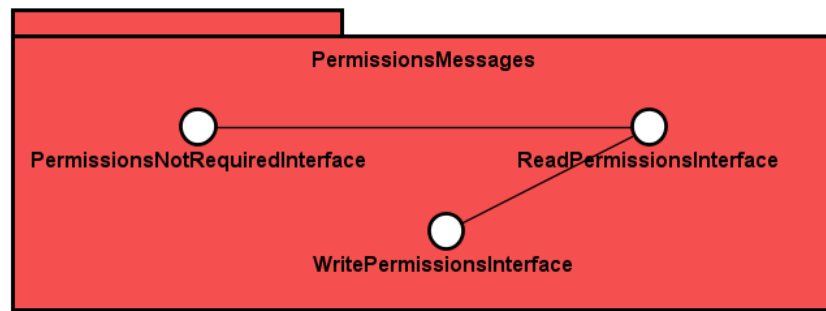 PermissionsMessages
PermissionsNotRequiredInterface
ReadPermissionsInterface
WritePermissionsInterface